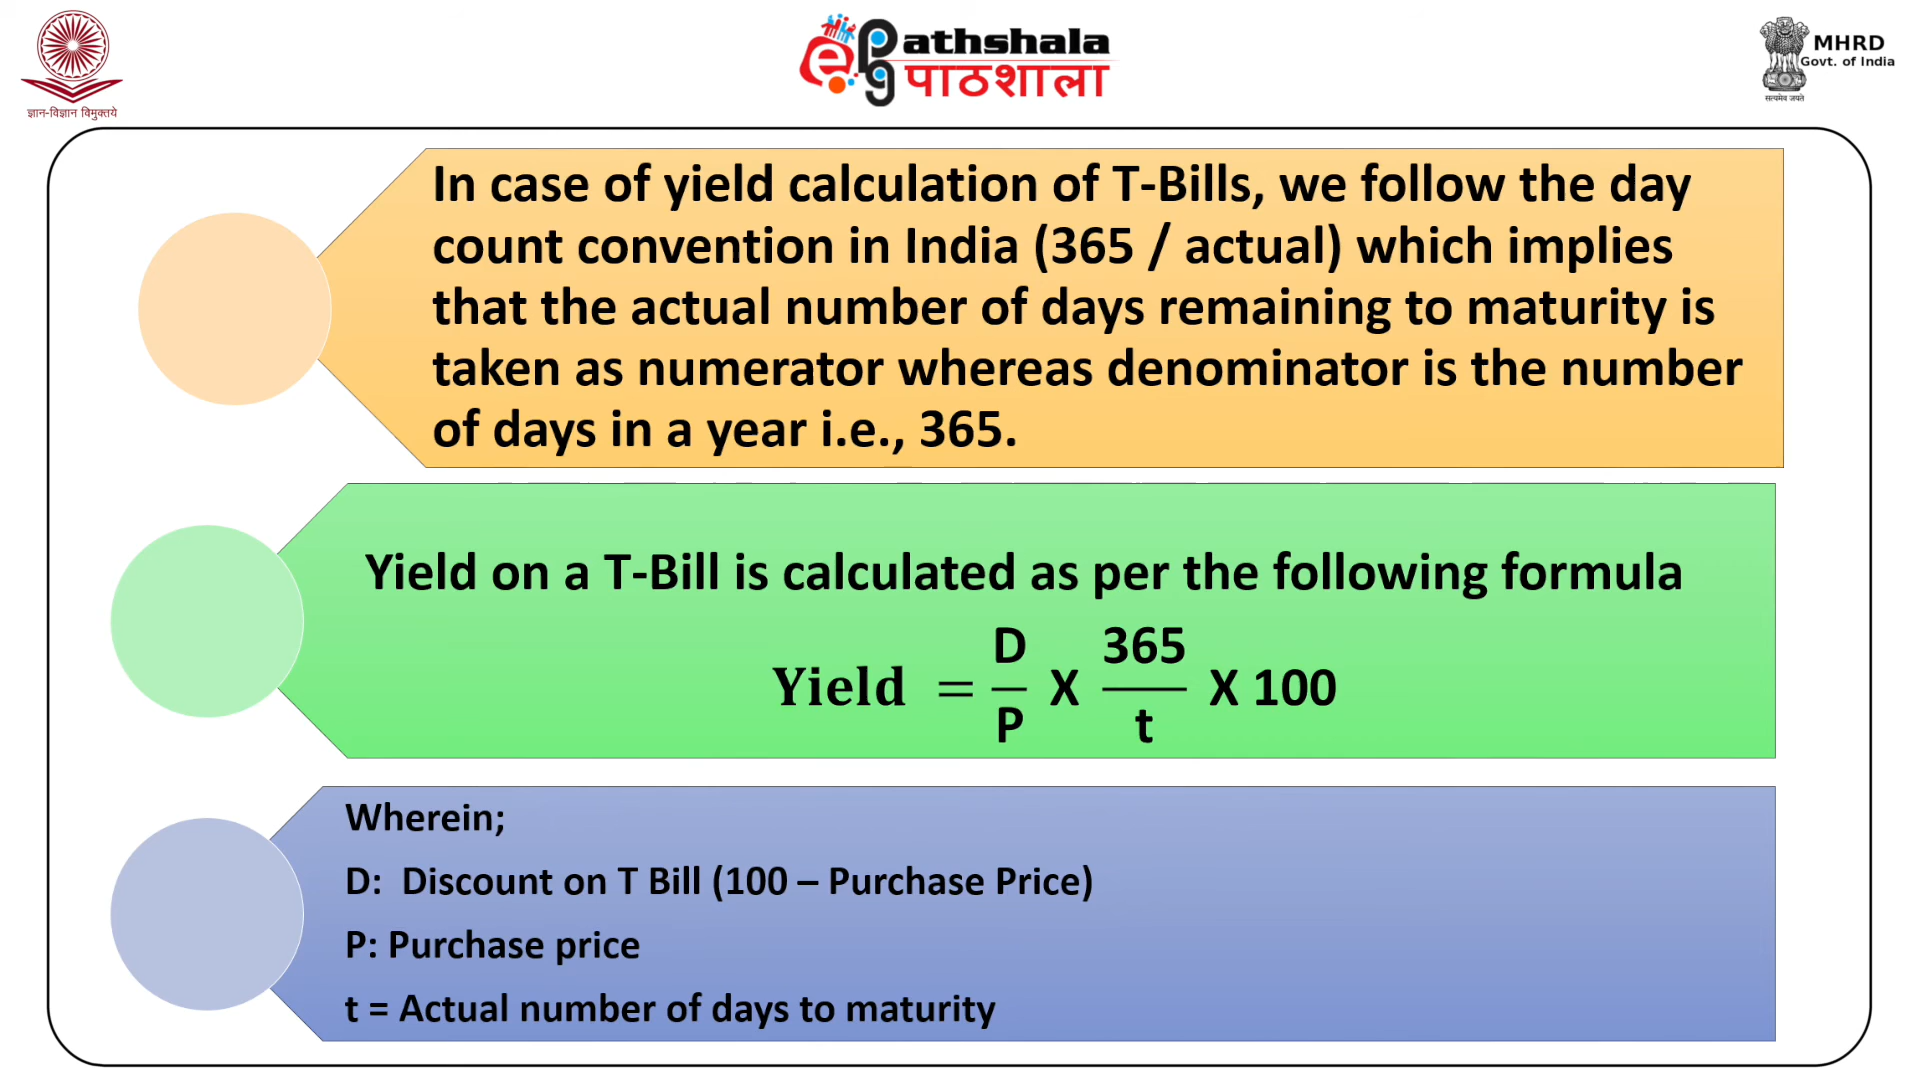 ज्ञान-विज्ञान विमुक्तये
e
pg
athshala
पाठशाला
MHRD
Govt. of India
सत्यमेव जयते
In case of yield calculation of T-Bills, we follow the day
count convention in India (365 / actual) which implies
that the actual number of days remaining to maturity is
taken as numerator whereas denominator is the number
of days in a year i.e., 365.
Yield on a T-Bill is calculated as per the following formula
Yield = D/P X 365/t X 100
Wherein;
D: Discount on T Bill (100 – Purchase Price)
P: Purchase price
t = Actual number of days to maturity